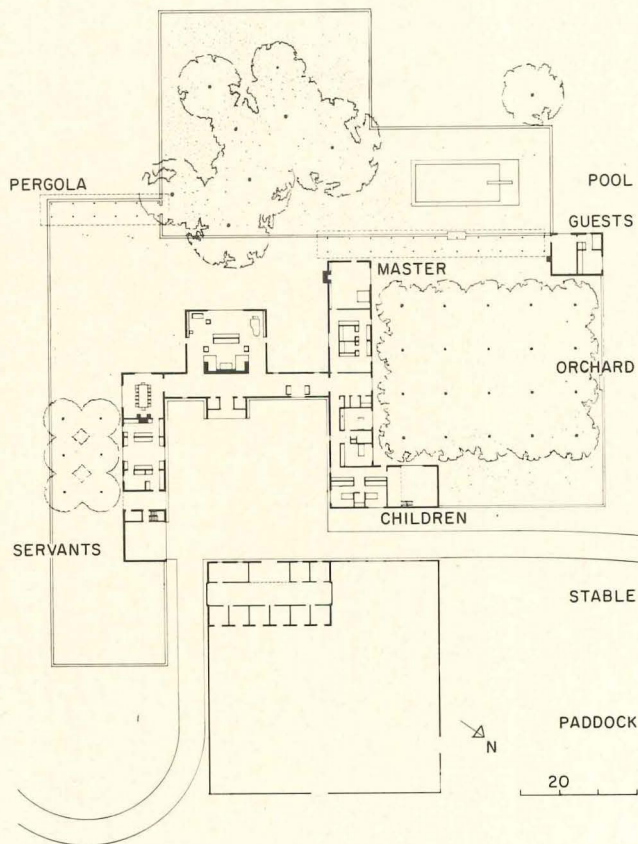 PERGOLA
POOL
GUESTS
MASTER
ORCHARD
CHILDREN
SERVANTS
STABLE
PADDOCK
N
20